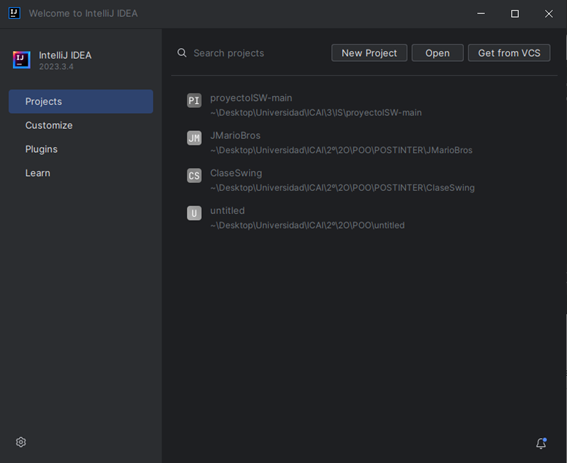 Welcome to IntelliJ IDEA
IntelliJ IDEA
2023.3.4
Projects
Customize
Plugins
Learn
Search projects
New Project
Open
Get from VCS
PI
proyectoISW-main
~\Desktop\Universidad\ICAI\3\IS\proyectoISW-main
JM
JMarioBros
~\Desktop\Universidad\ICAI\2º\2O\POO\POSTINTER\JMarioBros
CS
ClaseSwing
~\Desktop\Universidad\ICAI\2º\2O\POO\POSTINTER\ClaseSwing
U
untitled
~\Desktop\Universidad\ICAI\2º\2O\POO\untitled